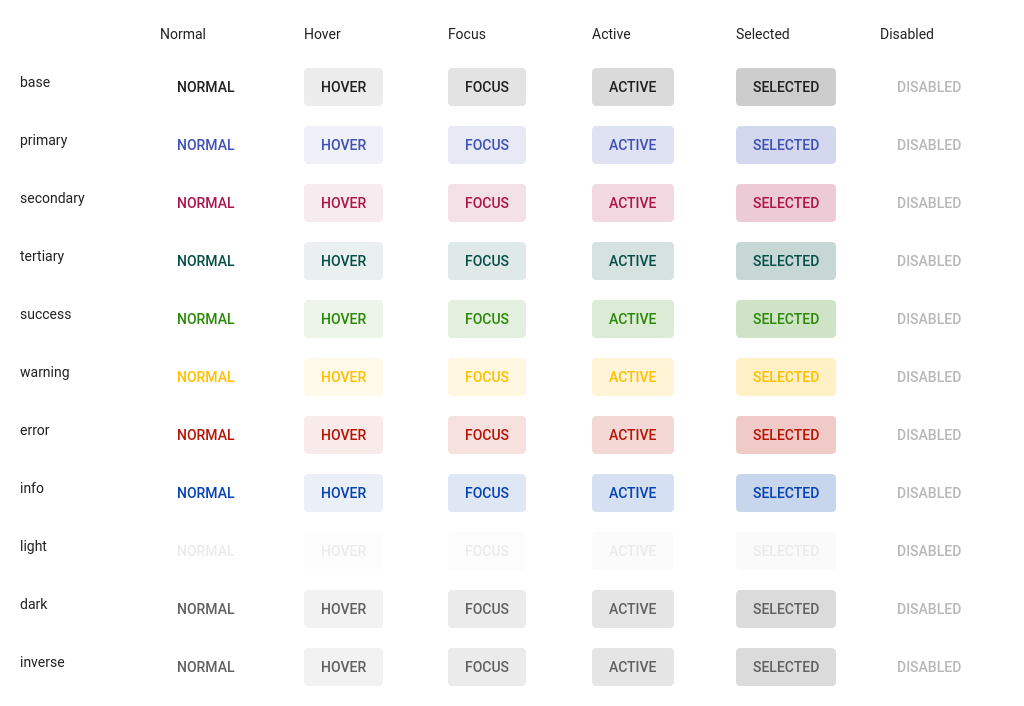 Normal Hover Focus Active Selected Disabled
base NORMAL HOVER FOCUS ACTIVE SELECTED DISABLED
primary NORMAL HOVER FOCUS ACTIVE SELECTED DISABLED
secondary NORMAL HOVER FOCUS ACTIVE SELECTED DISABLED
tertiary NORMAL HOVER FOCUS ACTIVE SELECTED DISABLED
success NORMAL HOVER FOCUS ACTIVE SELECTED DISABLED
warning NORMAL HOVER FOCUS ACTIVE SELECTED DISABLED
error NORMAL HOVER FOCUS ACTIVE SELECTED DISABLED
info NORMAL HOVER FOCUS ACTIVE SELECTED DISABLED
light NORMAL HOVER FOCUS ACTIVE SELECTED DISABLED
dark NORMAL HOVER FOCUS ACTIVE SELECTED DISABLED
inverse NORMAL HOVER FOCUS ACTIVE SELECTED DISABLED